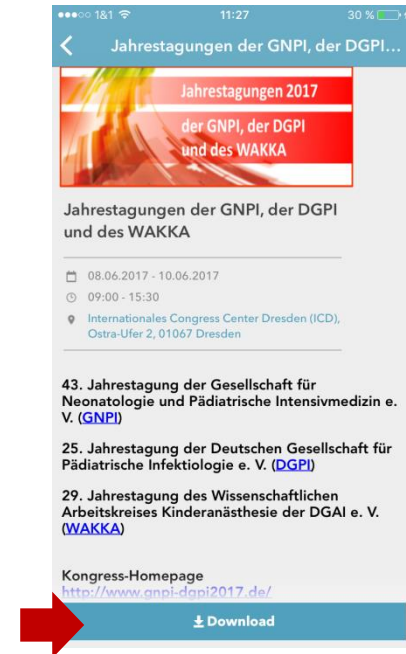 1&1 11:27 30 %
Jahrestagungen der GNPI, der DGPI...
Jahrestagungen 2017
der GNPI, der DGPI
und des WAKKA
Jahrestagungen der GNPI, der DGPI
und des WAKKA
08.06.2017 - 10.06.2017
09:00 - 15:30
Internationales Congress Center Dresden (ICD),
Ostra-Ufer 2, 01067 Dresden
43. Jahrestagung der Gesellschaft für
Neonatologie und Pädiatrische Intensivmedizin e.
V. (GNPI)
25. Jahrestagung der Deutschen Gesellschaft für
Pädiatrische Infektiologie e. V. (DGPI)
29. Jahrestagung des Wissenschaftlichen
Arbeitskreises Kinderanästhesie der DGAI e. V.
(WAKKA)
Kongress-Homepage
http://www.gnpi-dgpi2017.de/
Download